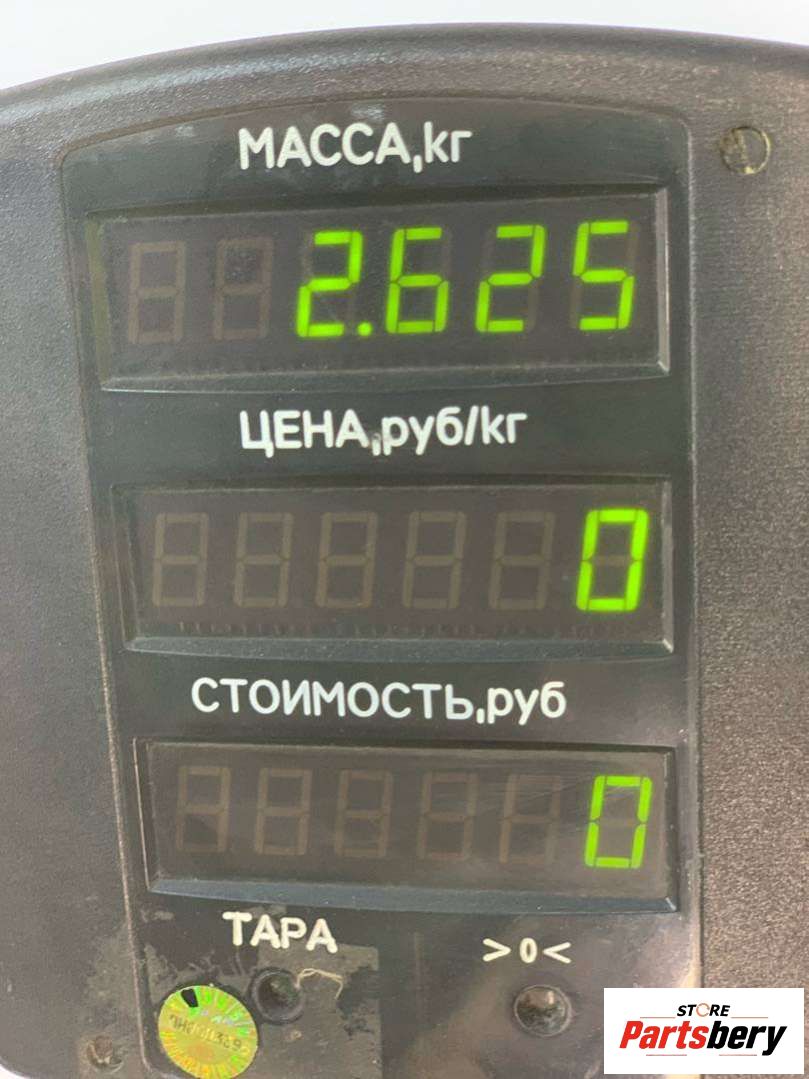 МАССА,кг
2.625
ЦЕНА,руб/кг
0
СТОИМОСТЬ,руб
0
ТАРА
>0<
STORE
Partsbery